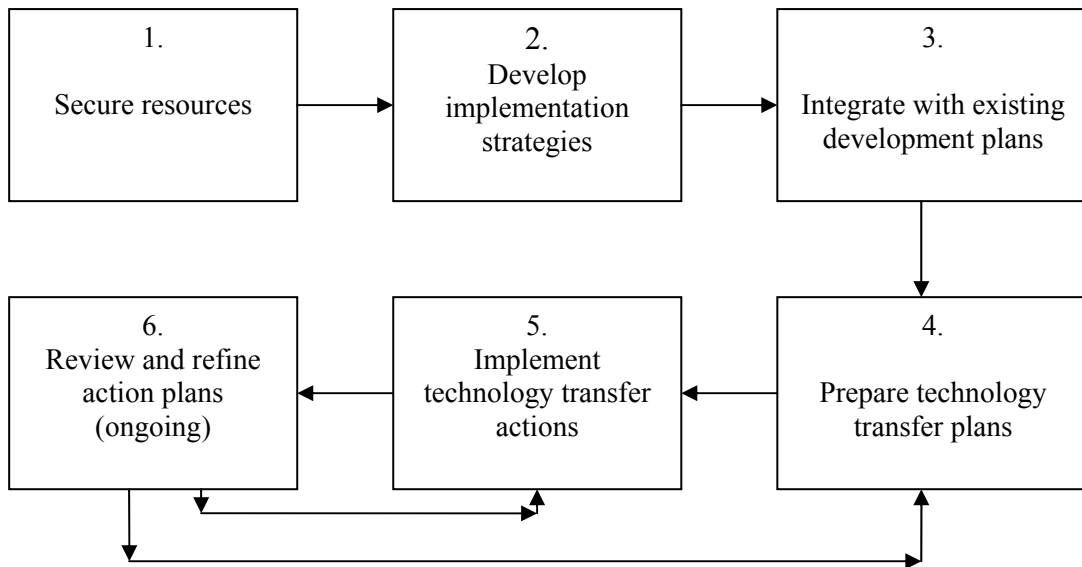 1.
Secure resources
2.
Develop
implementation
strategies
3.
Integrate with existing
development plans
4.
Prepare technology
transfer plans
5.
Implement
technology transfer
actions
6.
Review and refine
action plans
(ongoing)